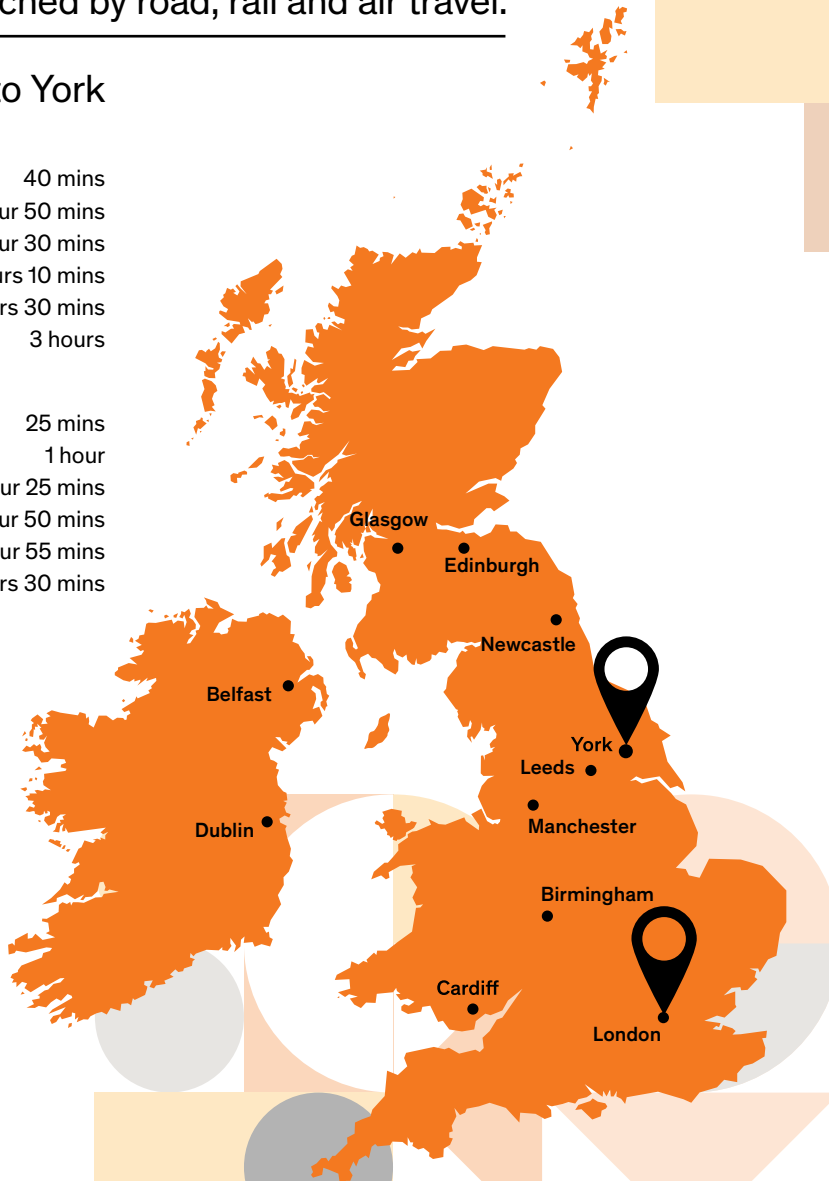 ched by road, rail and air travel.
to York
40 mins
ur 50 mins
ur 30 mins
urs 10 mins
rs 30 mins
3 hours
25 mins
1 hour
ur 25 mins
ur 50 mins
ur 55 mins
rs 30 mins
Glasgow
Edinburgh
Newcastle
Belfast
York
Leeds
Dublin
Manchester
Birmingham
Cardiff
London